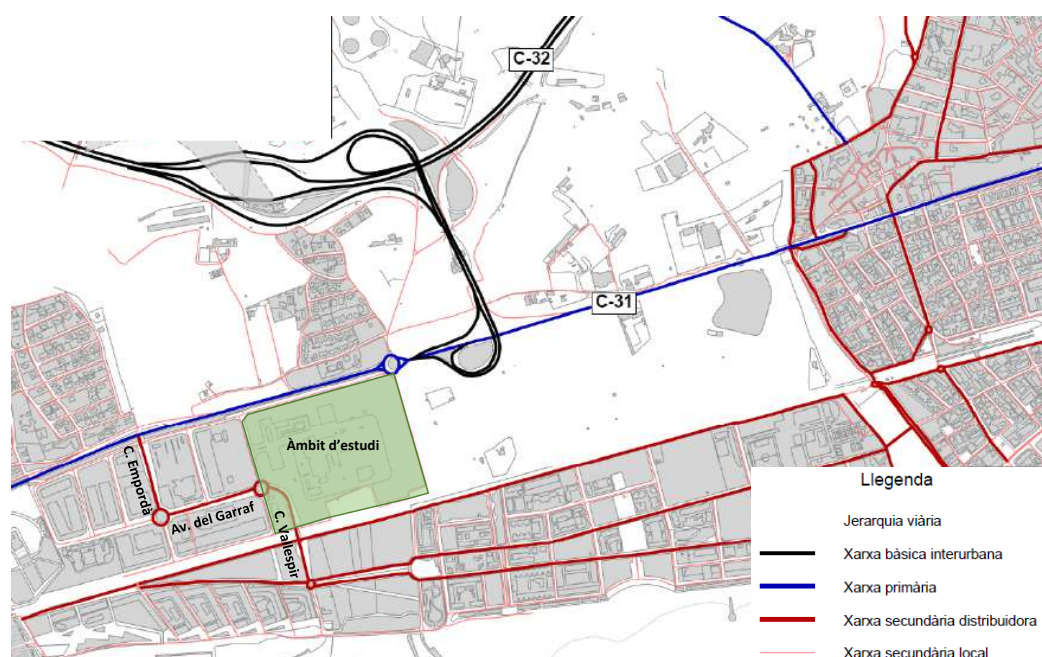 C-32
C-31
Àmbit d'estudi
C. Empordà
Av. del Garraf
C. Vallespir
Llegenda
Jerarquia viària
Xarxa bàsica interurbana
Xarxa primària
Xarxa secundària distribuidora
Xarxa secundària local